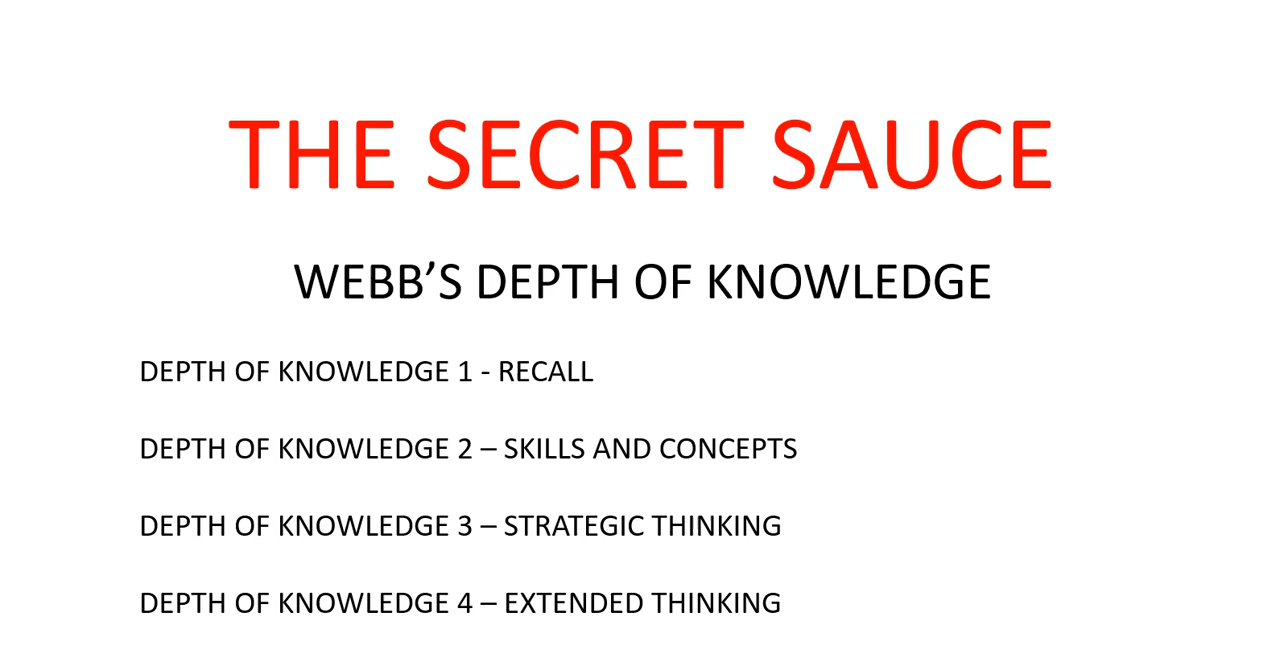 THE SECRET SAUCE
WEBB’S DEPTH OF KNOWLEDGE
DEPTH OF KNOWLEDGE 1 - RECALL
DEPTH OF KNOWLEDGE 2 – SKILLS AND CONCEPTS
DEPTH OF KNOWLEDGE 3 – STRATEGIC THINKING
DEPTH OF KNOWLEDGE 4 – EXTENDED THINKING